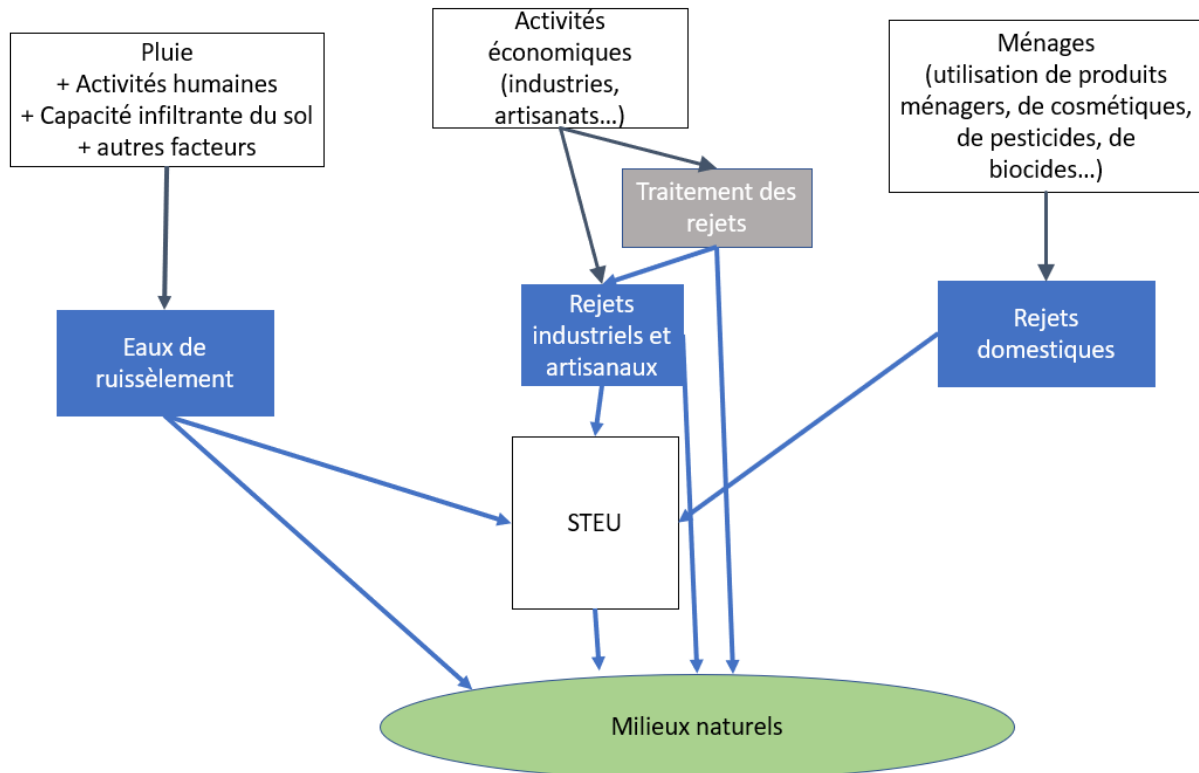 Pluie
+ Activités humaines
+ Capacité infiltrante du sol
+ autres facteurs
Activités
économiques
(industries,
artisanats...)
Ménages
(utilisation de produits
ménagers, de cosmétiques,
de pesticides, de
biocides...)
Traitement des
rejets
Eaux de
ruissèlement
Rejets
industriels et
artisanaux
Rejets
domestiques
STEU
Milieux naturels